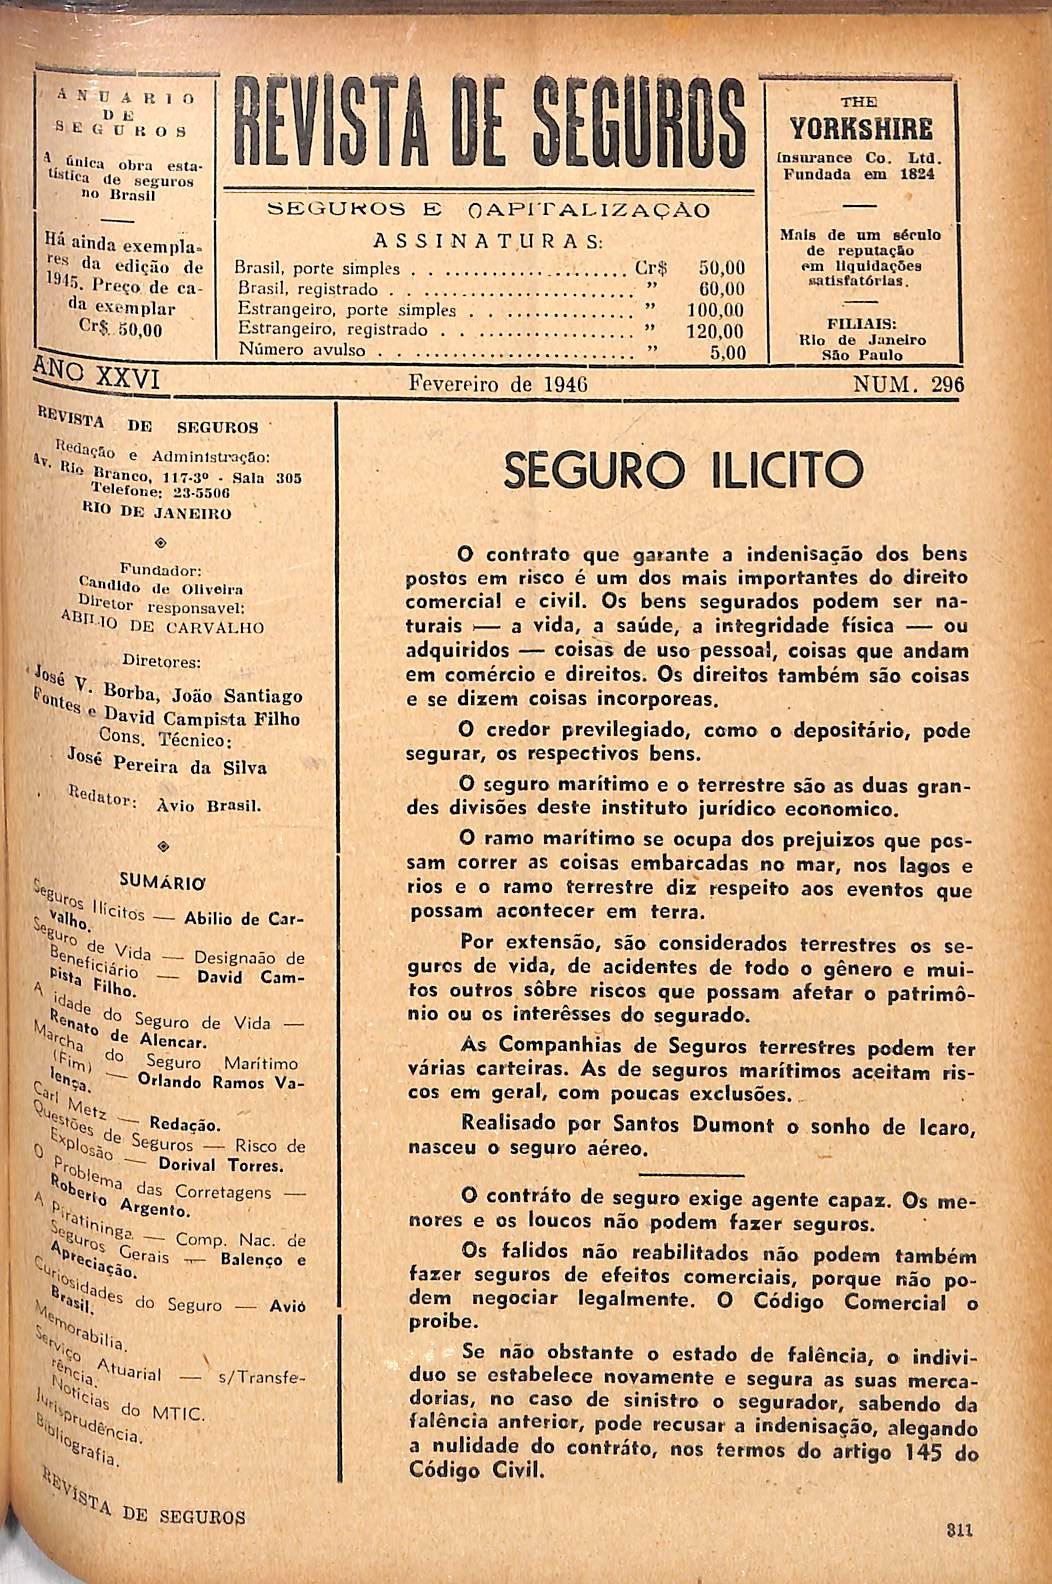 ANUARIO
DE
SEGUROS
A única obra esta-
tística de seguros
no Brasil
Há ainda exempla-
res da edição de
1945. Preço de ca-
da exemplar
Cr$. 50,00
REVISTA DE SEGUROS
SEGUROS E CAPITALIZAÇÃO
ASSINATURAS:
Brasil, porte simples . . .................. Cr$ 50,00
Brasil, registrado . . ........................ ” 60,00
Estrangeiro, porte simples . . ............... ” 100,00
Estrangeiro, registrado . . .................. ” 120,00
Número avulso . . ......................... ” 5,00
THE
YORKSHIRE
Insurance Co. Ltd.
Fundada em 1824
Mais de um século
de reputação
em liquidações
satisfatórias.
FILIAIS:
Rio de Janeiro
São Paulo
ANO XXVI Fevereiro de 1946 NUM. 296
REVISTA DE SEGUROS
Redação e Administração:
Av. Rio Branco, 117-3º - Sala 305
Telefone: 23-5506
RIO DE JANEIRO
Fundador:
Candido de Oliveira
Diretor responsavel:
ABILIO DE CARVALHO
Diretores:
José V. Borba, João Santiago
Fontes e David Campista Filho
Cons. Técnico:
José Pereira da Silva
Redator: Àvio Brasil.
SUMÁRIO
Seguros Ilícitos — Abilio de Car-
valho.
Seguro de Vida — Designaão de
Beneficiário — David Cam-
pista Filho.
A idade do Seguro de Vida —
Renato de Alencar.
Marcha do Seguro Marítimo
(Fim) — Orlando Ramos Va-
lença.
Carl Metz — Redação.
Questões de Seguros — Risco de
Explosão — Dorival Torres.
O Problema das Corretagens —
Roberto Argento.
A Piratininga — Comp. Nac. de
Seguros Gerais — Balenço e
Apreciação.
Curiosidades do Seguro — Avió
Brasil.
Memorabilia.
Serviço Atuarial — s/Transfe-
rência.
Notícias do MTIC.
Jurisprudência.
Bibliografia.
REVISTA DE SEGUROS
SEGURO ILICITO
O contrato que garante a indenisação dos bens
postos em risco é um dos mais importantes do direito
comercial e civil. Os bens segurados podem ser na-
turais — a vida, a saúde, a integridade física — ou
adquiridos — coisas de uso pessoal, coisas que andam
em comércio e direitos. Os direitos também são coisas
e se dizem coisas incorporeas.
O credor previlegiado, como o depositário, pode
segurar, os respectivos bens.
O seguro marítimo e o terrestre são as duas gran-
des divisões deste instituto jurídico economico.
O ramo marítimo se ocupa dos prejuizos que pos-
sam correr as coisas embarcadas no mar, nos lagos e
rios e o ramo terrestre diz respeito aos eventos que
possam acontecer em terra.
Por extensão, são considerados terrestres os se-
guros de vida, de acidentes de todo o gênero e mui-
tos outros sôbre riscos que possam afetar o patrimô-
nio ou os interêsses do segurado.
As Companhias de Seguros terrestres podem ter
várias carteiras. As de seguros marítimos aceitam ris-
cos em geral, com poucas exclusões.
Realisado por Santos Dumont o sonho de Icaro,
nasceu o seguro aéreo.
O contráto de seguro exige agente capaz. Os me-
nores e os loucos não podem fazer seguros.
Os falidos não reabilitados não podem também
fazer seguros de efeitos comerciais, porque não po-
dem negociar legalmente. O Código Comercial o
proibe.
Se não obstante o estado de falência, o indivi-
duo se estabelece novamente e segura as suas merca-
dorias, no caso de sinistro o segurador, sabendo da
falência anterior, pode recusar a indenisação, alegando
a nulidade do contráto, nos termos do artigo 145 do
Código Civil.
311